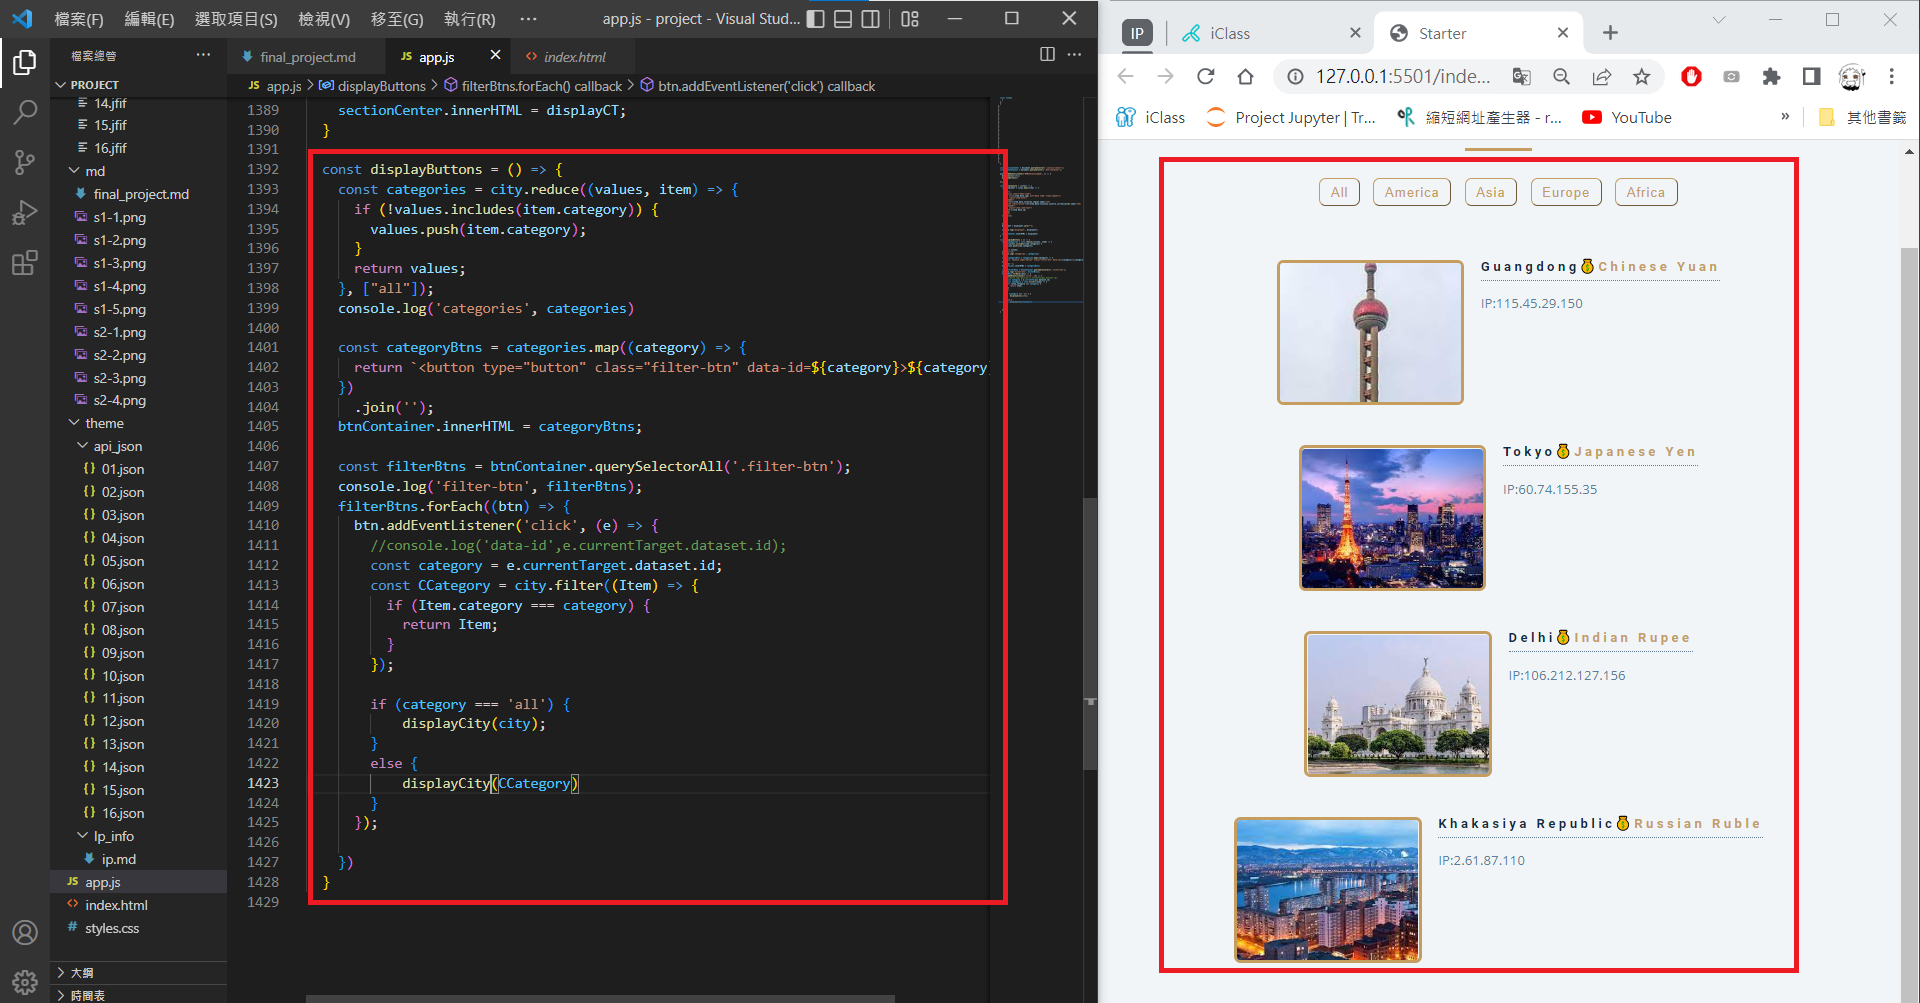 檔案(F) 編輯(E) 選取項目(S) 檢視(V) 移至(G) 執行(R) ··· app.js - project - Visual Stud...
檔案總管 ···
PROJECT
14.jfif
15.jfif
16.jfif
md
final_project.md
s1-1.png
s1-2.png
s1-3.png
s1-4.png
s1-5.png
s2-1.png
s2-2.png
s2-3.png
s2-4.png
theme
api_json
01.json
02.json
03.json
04.json
05.json
06.json
07.json
08.json
09.json
10.json
11.json
12.json
13.json
14.json
15.json
16.json
Ip_info
ip.md
JS app.js
<> index.html
# styles.css
大綱
時間表
final_project.md JS app.js <> index.html
JS app.js > displayButtons > filterBtns.forEach() callback > btn.addEventListener('click') callback
1389 sectionCenter.innerHTML = displayCT;
1390 }
1391
1392 const displayButtons = () => {
1393 const categories = city.reduce((values, item) => {
1394 if (!values.includes(item.category)) {
1395 values.push(item.category);
1396 }
1397 return values;
1398 }, ["all"]);
1399 console.log('categories', categories)
1400
1401 const categoryBtns = categories.map((category) => {
1402 return `<button type="button" class="filter-btn" data-id=${category}>${category
1403 })
1404 .join('');
1405 btnContainer.innerHTML = categoryBtns;
1406
1407 const filterBtns = btnContainer.querySelectorAll('.filter-btn');
1408 console.log('filter-btn', filterBtns);
1409 filterBtns.forEach((btn) => {
1410 btn.addEventListener('click', (e) => {
1411 //console.log('data-id',e.currentTarget.dataset.id);
1412 const category = e.currentTarget.dataset.id;
1413 const CCategory = city.filter((Item) => {
1414 if (Item.category === category) {
1415 return Item;
1416 }
1417 });
1418
1419 if (category === 'all') {
1420 displayCity(city);
1421 }
1422 else {
1423 displayCity(CCategory)
1424 }
1425 });
1426
1427 })
1428 }
1429
IP iClass Starter
127.0.0.1:5501/inde...
iClass Project Jupyter | Tr... 縮短網址產生器 - r... YouTube » 其他書籤
All America Asia Europe Africa
Guangdong Chinese Yuan
IP:115.45.29.150
Tokyo Japanese Yen
IP:60.74.155.35
Delhi Indian Rupee
IP:106.212.127.156
Khakasiya Republic Russian Ruble
IP:2.61.87.110